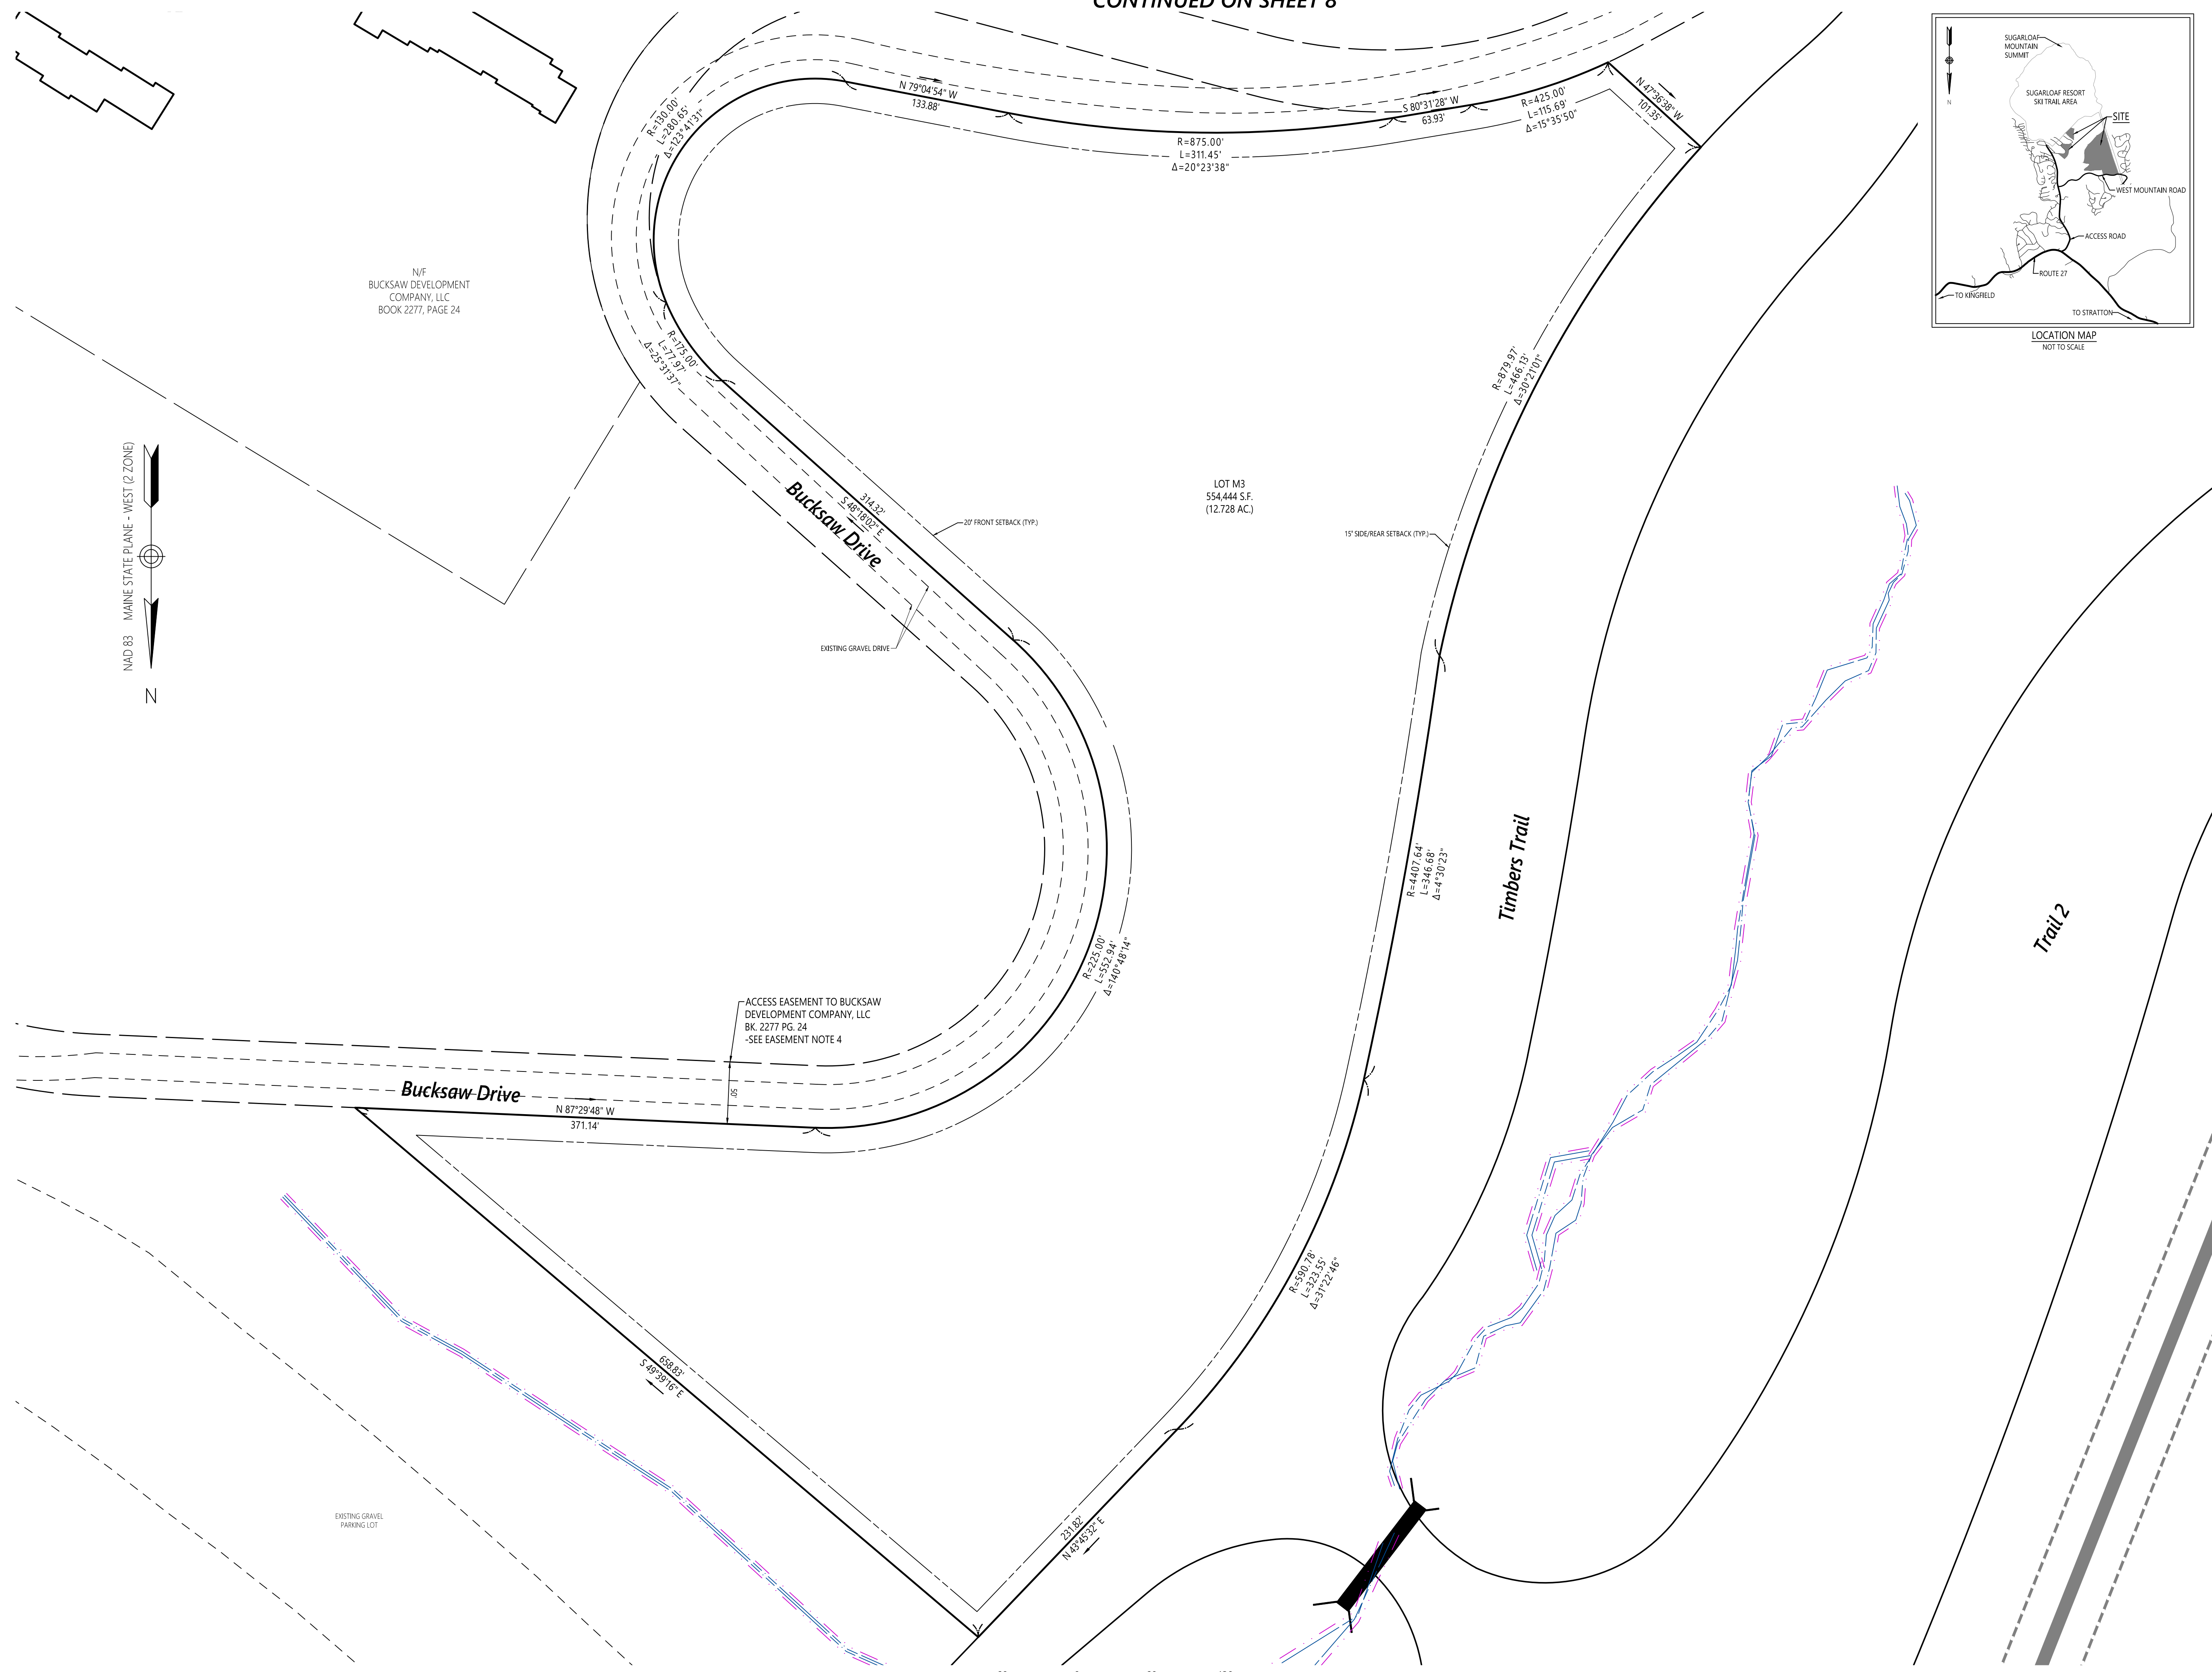 CONTINUED ON SHEET 8
SUGARLOAF
MOUNTAIN
SUMMIT
SUGARLOAF RESORT
SKI TRAIL AREA
SITE
N
WEST MOUNTAIN ROAD
ACCESS ROAD
ROUTE 27
TO KINGFIELD
TO STRATTON
LOCATION MAP
NOT TO SCALE
N 79°04'54" W
133.88'
R=130.00'
L=280.65'
Δ=123°41'31"
R=875.00'
L=311.45'
Δ=20°23'38"
S 80°31'28" W
63.93'
R=425.00'
L=115.69'
Δ=15°35'50"
N 47°36'38" W
101.35'
N/F
BUCKSAW DEVELOPMENT
COMPANY, LLC
BOOK 2277, PAGE 24
R=175.00'
L=77.97'
Δ=25°31'37"
R=879.97'
L=466.13'
Δ=30°21'01"
NAD 83 MAINE STATE PLANE - WEST (2 ZONE)
N
314.32'
S 48°18'02" E
Bucksaw Drive
20' FRONT SETBACK (TYP.)
LOT M3
554,444 S.F.
(12.728 AC.)
15' SIDE/REAR SETBACK (TYP.)
EXISTING GRAVEL DRIVE
R=4407.64'
L=346.68'
Δ=4°30'23"
Timbers Trail
Trail 2
R=225.00'
L=552.94'
Δ=140°48'14"
ACCESS EASEMENT TO BUCKSAW
DEVELOPMENT COMPANY, LLC
BK. 2277 PG. 24
-SEE EASEMENT NOTE 4
50'
Bucksaw Drive
N 87°29'48" W
371.14'
R=590.78'
L=323.55'
Δ=31°22'46"
658.83'
S 49°39'16" E
231.82'
N 43°45'32" E
EXISTING GRAVEL
PARKING LOT